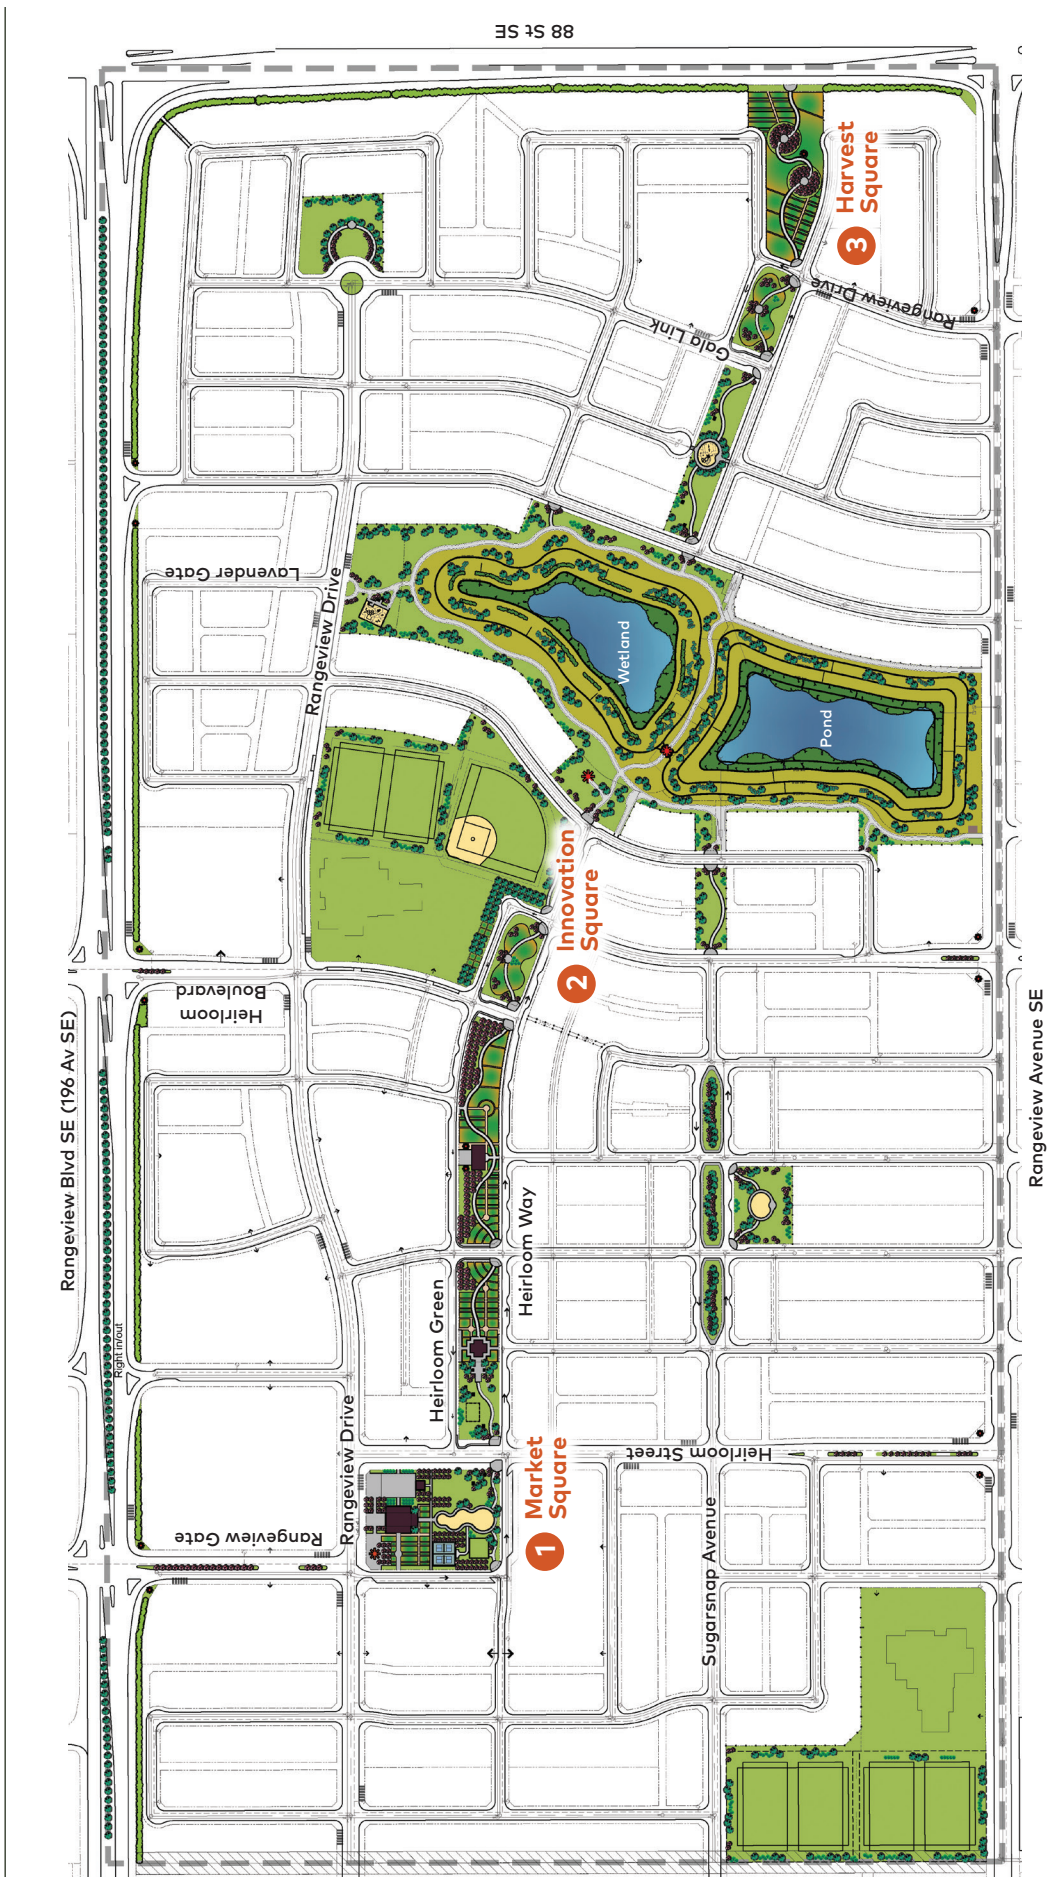 88 St SE
3 Harvest
Square
Rangeview Drive
Gala Link
Lavender Gate
Rangeview Drive
Wetland
Pond
2 Innovation
Square
Heirloom
Boulevard
Rangeview Blvd SE (196 Av SE)
Rangeview Avenue SE
Heirloom Way
Heirloom Green
Right in/out
Rangeview Drive
Heirloom Street
1 Market
Square
Rangeview Gate
Sugarsnap Avenue